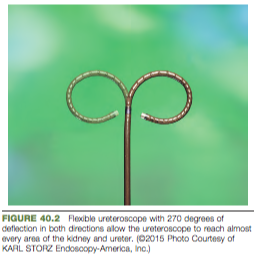 FIGURE 40.2 Flexible ureteroscope with 270 degrees of
deflection in both directions allow the ureteroscope to reach almost
every area of the kidney and ureter. (©2015 Photo Courtesy of
KARL STORZ Endoscopy-America, Inc.)